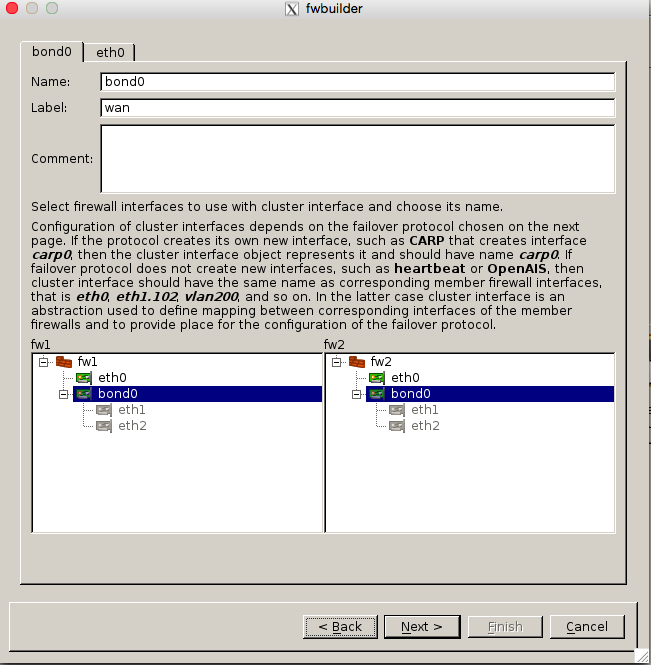 fwbuilder
bond0 eth0
Name: bond0
Label: wan
Comment:
Select firewall interfaces to use with cluster interface and choose its name.
Configuration of cluster interfaces depends on the failover protocol chosen on the next
page. If the protocol creates its own new interface, such as CARP that creates interface
carp0, then the cluster interface object represents it and should have name carp0. If
failover protocol does not create new interfaces, such as heartbeat or OpenAIS, then
cluster interface should have the same name as corresponding member firewall interfaces,
that is eth0, eth1.102, vlan200, and so on. In the latter case cluster interface is an
abstraction used to define mapping between corresponding interfaces of the member
firewalls and to provide place for the configuration of the failover protocol.
fw1 fw2
fw1 fw2
eth0 eth0
bond0 bond0
eth1 eth1
eth2 eth2
< Back Next > Finish Cancel